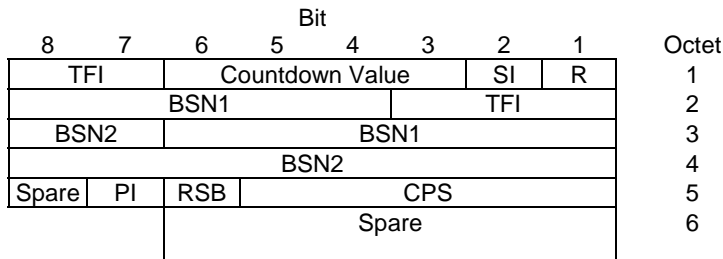 Bit
8 7 6 5 4 3 2 1 Octet
TFI Countdown Value SI R 1
BSN1 TFI 2
BSN2 BSN1 3
BSN2 4
Spare PI RSB CPS 5
Spare 6